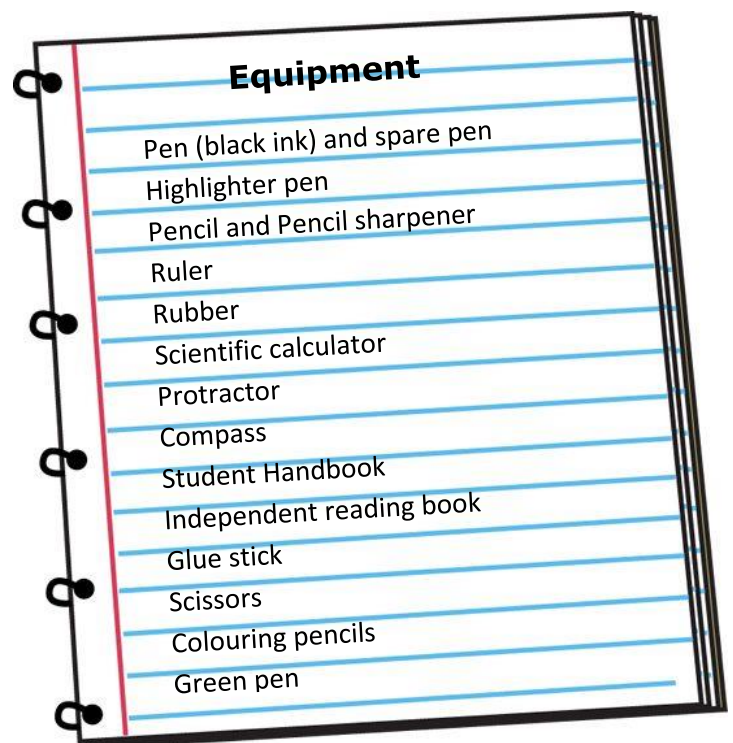 Equipment
Pen (black ink) and spare pen
Highlighter pen
Pencil and Pencil sharpener
Ruler
Rubber
Scientific calculator
Protractor
Compass
Student Handbook
Independent reading book
Glue stick
Scissors
Colouring pencils
Green pen